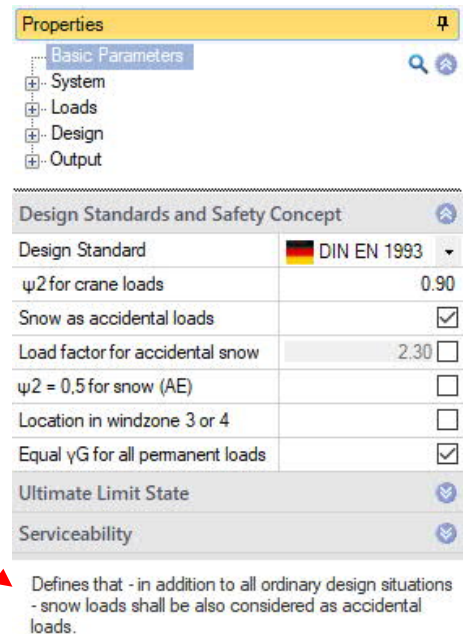 Properties
Basic Parameters
System
Loads
Design
Output
Design Standards and Safety Concept
Design Standard DIN EN 1993
ψ2 for crane loads 0.90
Snow as accidental loads
Load factor for accidental snow 2.30
ψ2 = 0,5 for snow (AE)
Location in windzone 3 or 4
Equal γG for all permanent loads
Ultimate Limit State
Serviceability
Defines that - in addition to all ordinary design situations
- snow loads shall be also considered as accidental
loads.